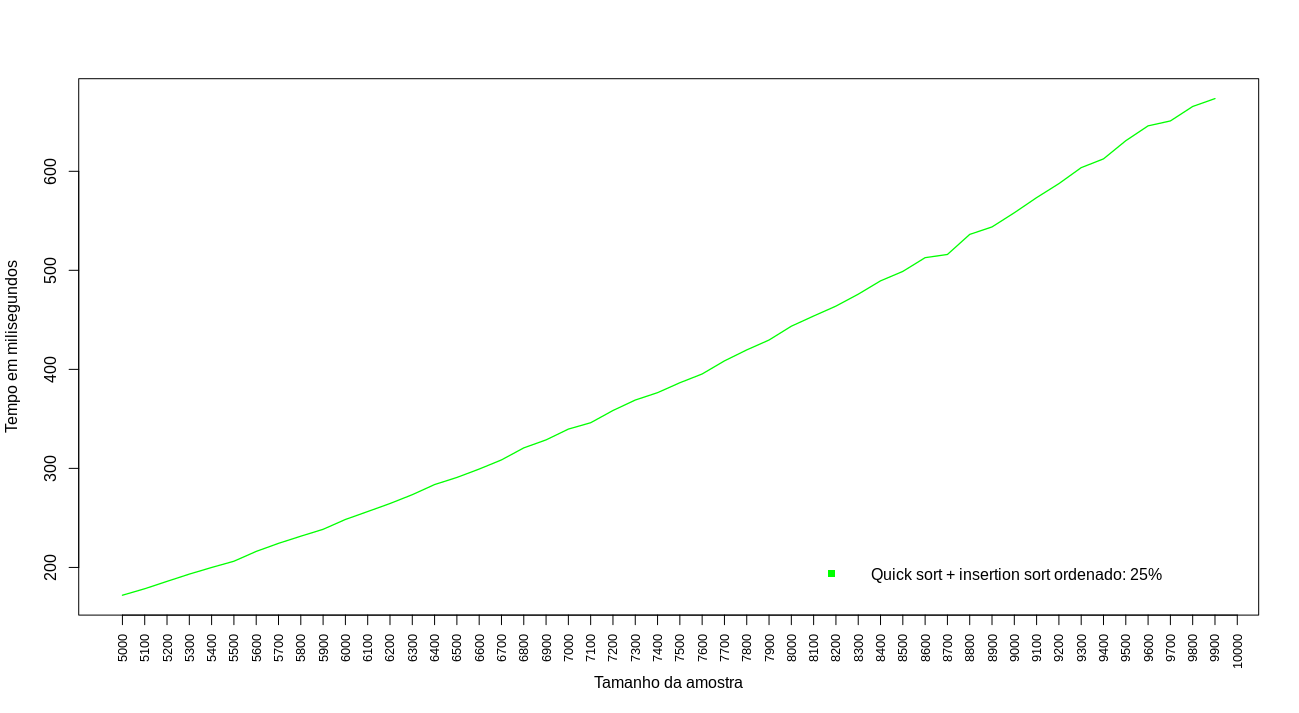 Tempo em milisegundos
600
500
400
300
200
Quick sort + insertion sort ordenado: 25%
5000 5100 5200 5300 5400 5500 5600 5700 5800 5900 6000 6100 6200 6300 6400 6500 6600 6700 6800 6900 7000 7100 7200 7300 7400 7500 7600 7700 7800 7900 8000 8100 8200 8300 8400 8500 8600 8700 8800 8900 9000 9100 9200 9300 9400 9500 9600 9700 9800 9900 10000
Tamanho da amostra